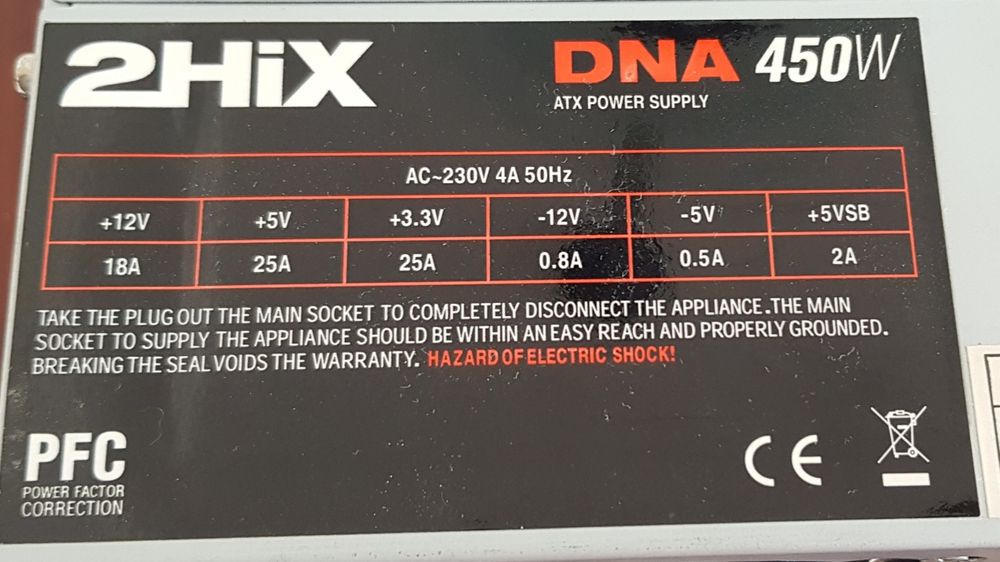 2HiX
DNA 450W
ATX POWER SUPPLY
AC~230V 4A 50Hz
+12V +5V +3.3V -12V -5V +5VSB
18A 25A 25A 0.8A 0.5A 2A
TAKE THE PLUG OUT THE MAIN SOCKET TO COMPLETELY DISCONNECT THE APPLIANCE.THE MAIN
SOCKET TO SUPPLY THE APPLIANCE SHOULD BE WITHIN AN EASY REACH AND PROPERLY GROUNDED.
BREAKING THE SEAL VOIDS THE WARRANTY. HAZARD OF ELECTRIC SHOCK!
PFC
POWER FACTOR
CORRECTION
CE